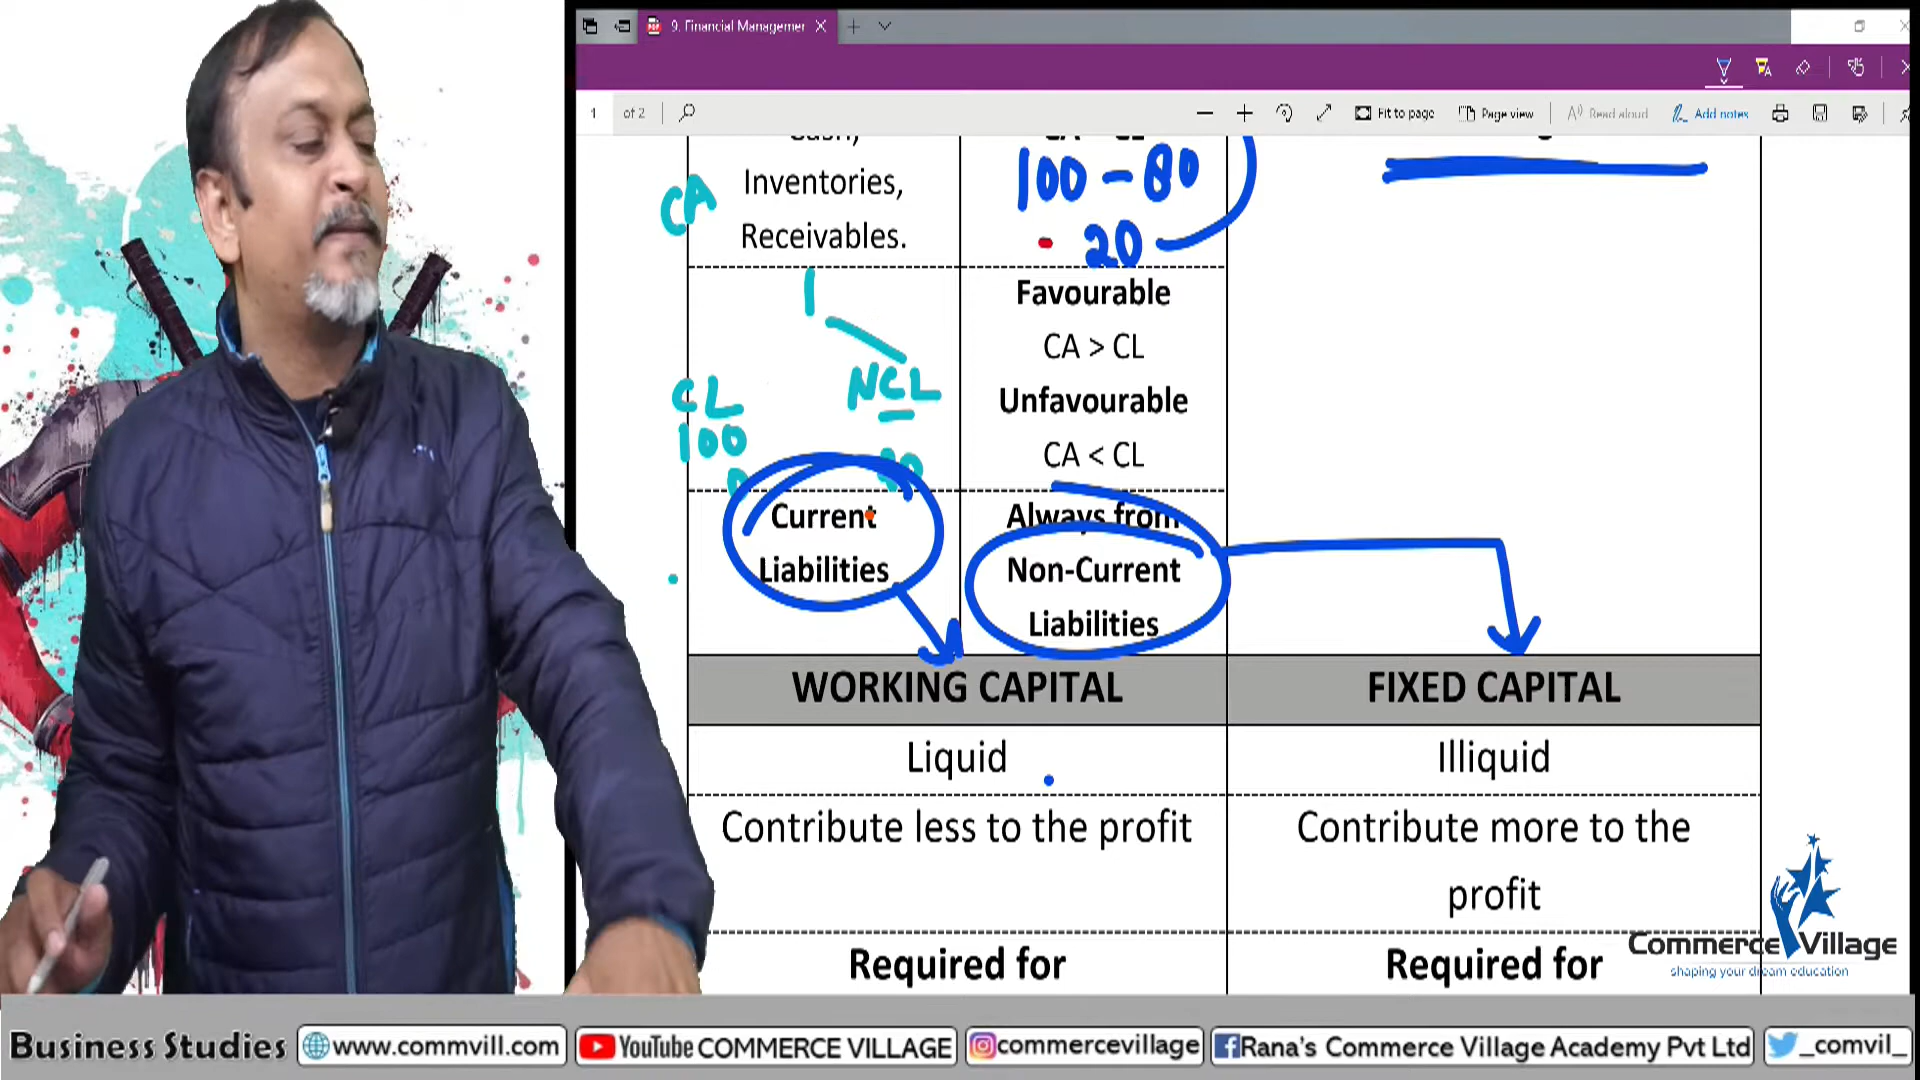 9. Financial Managemer
1 of 2
Fit to page
Page view
Read aloud
Add notes
Inventories,
Receivables.
CA
100 - 80
20
Favourable
CA > CL
Unfavourable
CA < CL
CL
100
NCL
Current
Liabilities
Always from
Non-Current
Liabilities
WORKING CAPITAL
FIXED CAPITAL
Liquid
Illiquid
Contribute less to the profit
Contribute more to the
profit
Required for
Required for
Commerce Village
shaping your dream education
Business Studies
www.commvill.com
YouTube COMMERCE VILLAGE
commercevillage
Rana's Commerce Village Academy Pvt Ltd
_comvil_